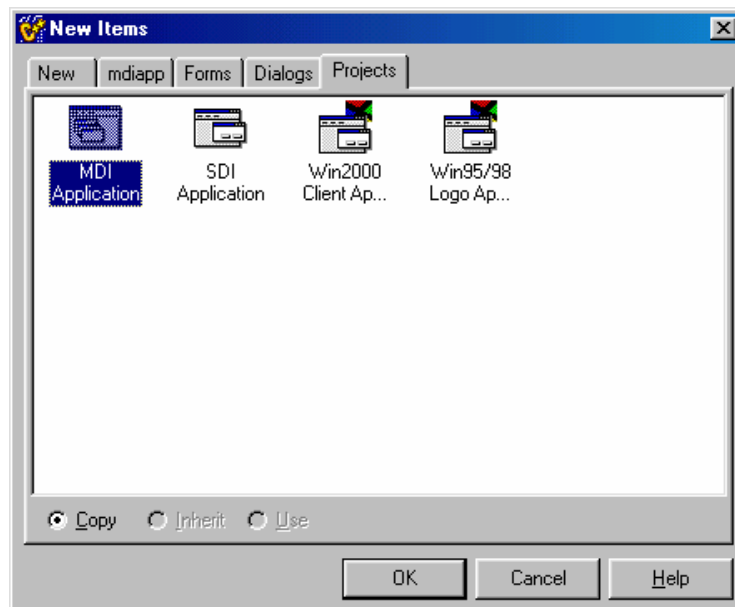 New Items
New mdiapp Forms Dialogs Projects
MDI
Application
SDI
Application
Win2000
Client Ap...
Win95/98
Logo Ap...
Copy Inherit Use
OK Cancel Help